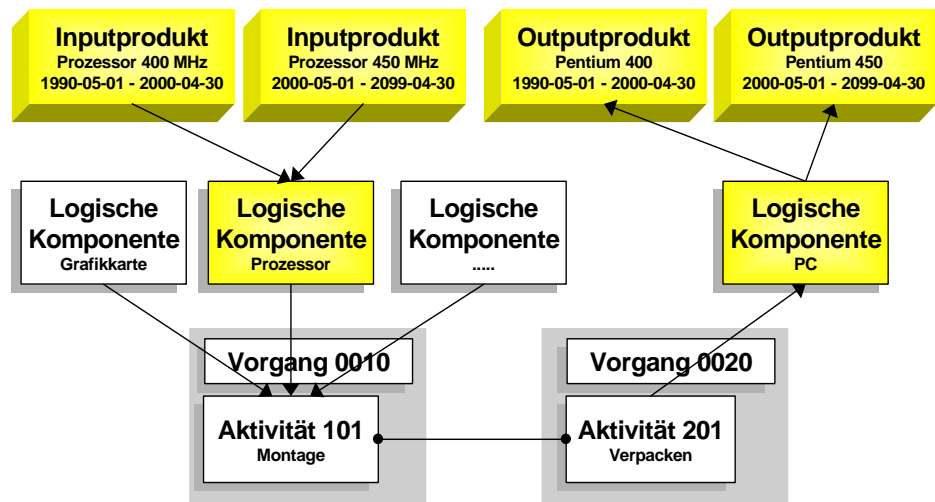 Inputprodukt
Prozessor 400 MHz
1990-05-01 - 2000-04-30
Inputprodukt
Prozessor 450 MHz
2000-05-01 - 2099-04-30
Outputprodukt
Pentium 400
1990-05-01 - 2000-04-30
Outputprodukt
Pentium 450
2000-05-01 - 2099-04-30
Logische
Komponente
Grafikkarte
Logische
Komponente
Prozessor
Logische
Komponente
.....
Logische
Komponente
PC
Vorgang 0010
Aktivität 101
Montage
Vorgang 0020
Aktivität 201
Verpacken